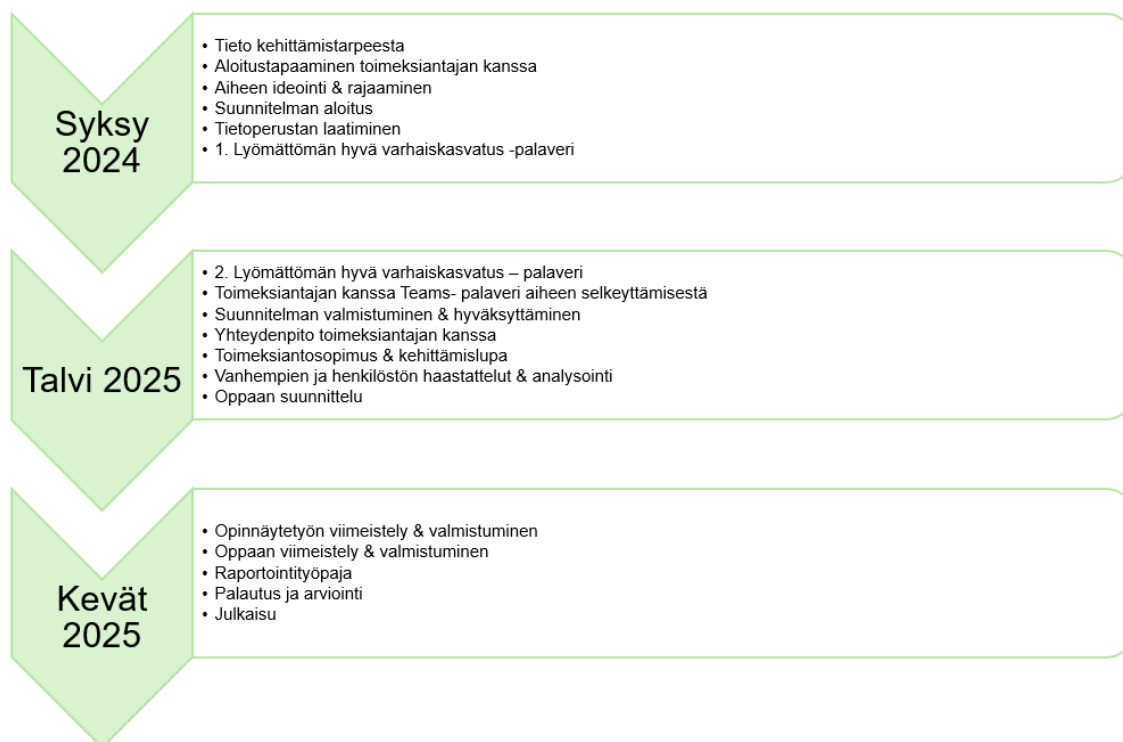 Syksy
2024
• Tieto kehittämistarpeesta
• Aloitustapaaminen toimeksiantajan kanssa
• Aiheen ideointi & rajaaminen
• Suunnitelman aloitus
• Tietoperustan laatiminen
• 1. Lyömättömän hyvä varhaiskasvatus -palaveri
Talvi 2025
• 2. Lyömättömän hyvä varhaiskasvatus – palaveri
• Toimeksiantajan kanssa Teams- palaveri aiheen selkeyttämisestä
• Suunnitelman valmistuminen & hyväksyttäminen
• Yhteydenpito toimeksiantajan kanssa
• Toimeksiantosopimus & kehittämislupa
• Vanhempien ja henkilöstön haastattelut & analysointi
• Oppaan suunnittelu
Kevät
2025
• Opinnäytetyön viimeistely & valmistuminen
• Oppaan viimeistely & valmistuminen
• Raportointityöpaja
• Palautus ja arviointi
• Julkaisu